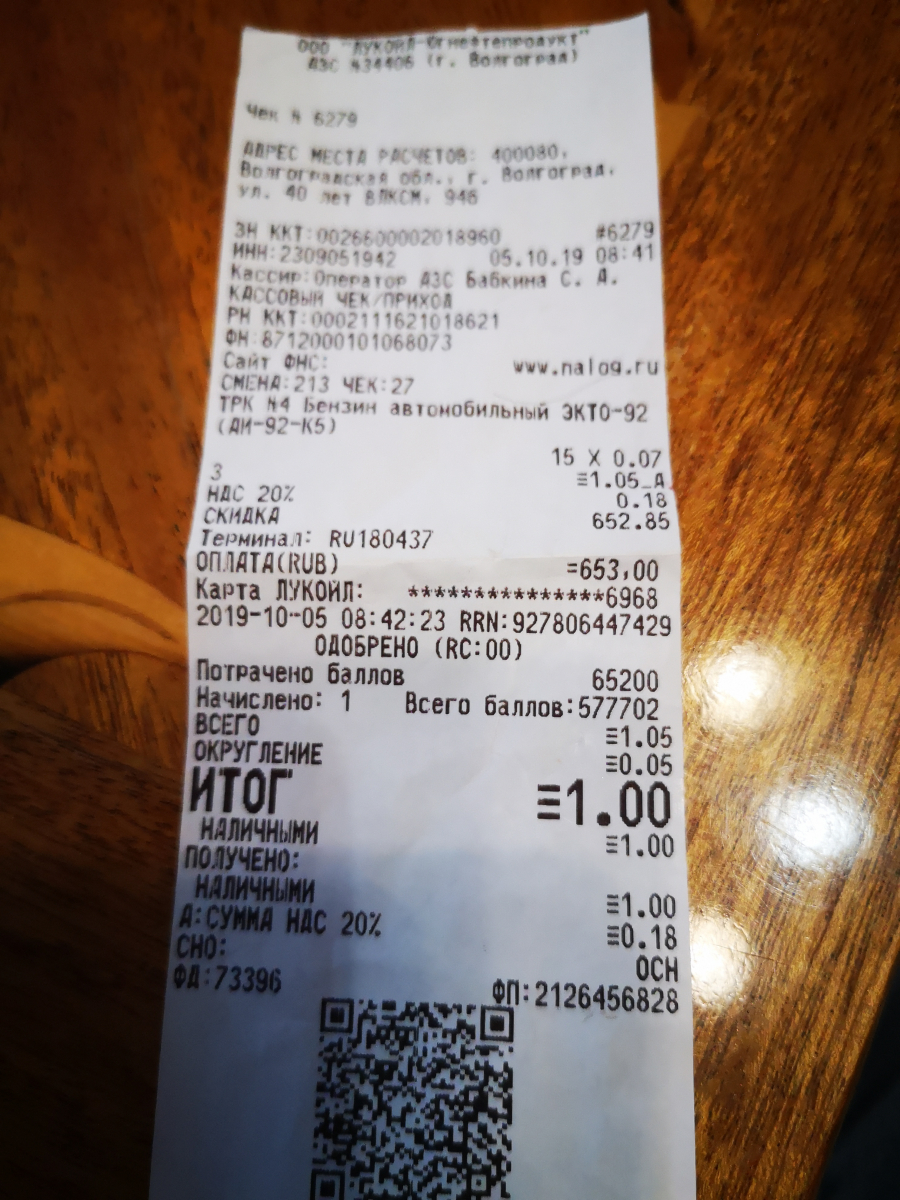 ООО "ЛУКОЙЛ-Югнефтепродукт"
АЗС N34406 (г. Волгоград)
Чек N 6279
АДРЕС МЕСТА РАСЧЕТОВ: 400080,
Волгоградская обл., г. Волгоград,
ул. 40 лет ВЛКСМ, 94б
ЗН ККТ:00266000002018960 #6279
ИНН:2309051942 05.10.19 08:41
Кассир:Оператор АЗС Бабкина С. А.
КАССОВЫЙ ЧЕК/ПРИХОД
РН ККТ:0002111621018621
ФН:8712000101068073
Сайт ФНС: www.nalog.ru
СМЕНА:213 ЧЕК:27
ТРК N4 Бензин автомобильный ЭКТО-92
(АИ-92-К5)
15 X 0.07
3 ≡1.05_А
НДС 20% 0.18
СКИДКА 652.85
Терминал: RU180437
ОПЛАТА(RUB) =653,00
Карта ЛУКОЙЛ: ***************6968
2019-10-05 08:42:23 RRN:927806447429
ОДОБРЕНО (RC:00)
Потрачено баллов 65200
Начислено: 1 Всего баллов:577702
ВСЕГО ≡1.05
ОКРУГЛЕНИЕ ≡0.05
ИТОГ ≡1.00
НАЛИЧНЫМИ ≡1.00
ПОЛУЧЕНО:
НАЛИЧНЫМИ ≡1.00
А:СУММА НДС 20% ≡0.18
СНО: ОСН
ФД:73396 ФП:2126456828